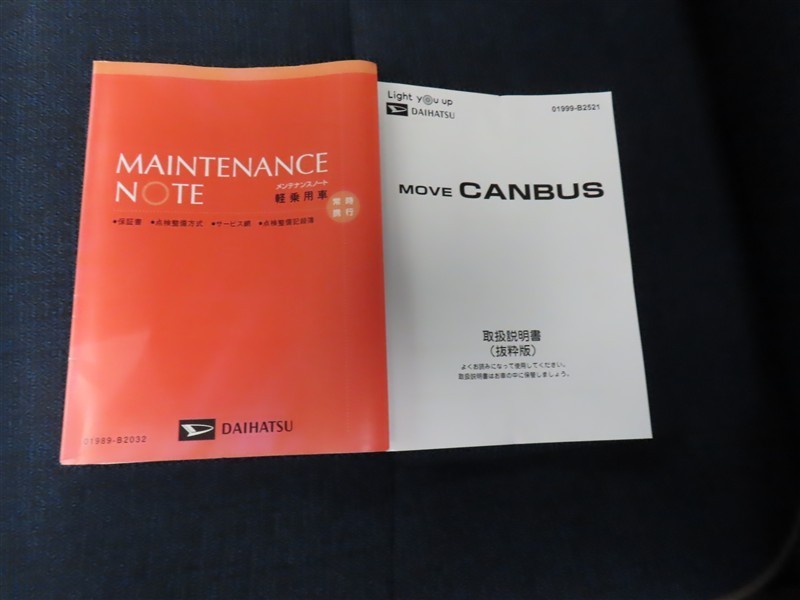 MAINTENANCE
NOTE
メンテナンスノート
軽乗用車
常時
携行
●保証書 ●点検整備方式 ●サービス網 ●点検整備記録簿
01989-B2032
DAIHATSU
Light you up
DAIHATSU
01999-B2521
MOVE CANBUS
取扱説明書
（抜粋版）
よくお読みになって使用してください。
取扱説明書はお車の中に保管しましょう。